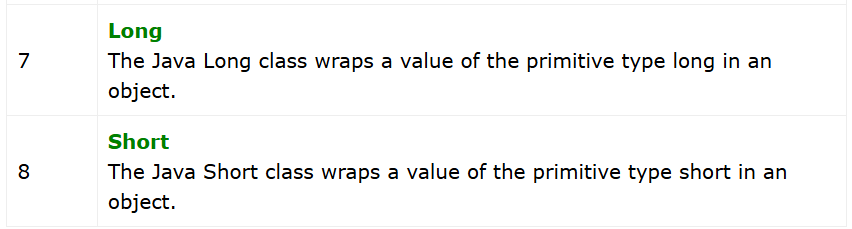 Long
7
The Java Long class wraps a value of the primitive type long in an
object.
Short
8
The Java Short class wraps a value of the primitive type short in an
object.